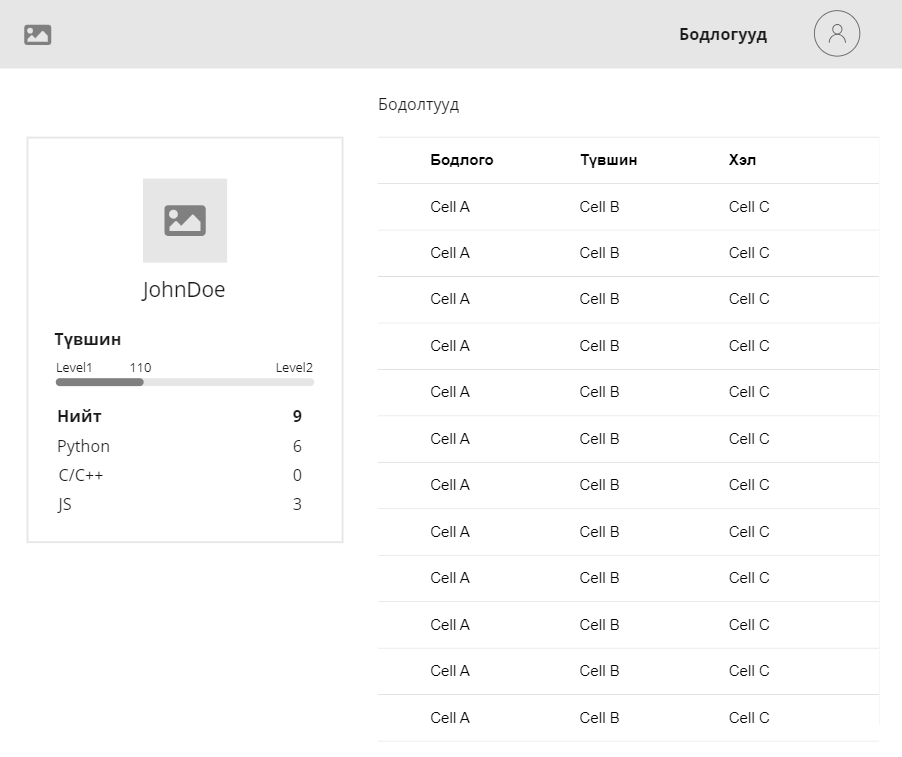 Бодлогууд
Бодолтууд
JohnDoe
Түвшин
Level1 110 Level2
Нийт 9
Python 6
C/C++ 0
JS 3
Бодлого Түвшин Хэл
Cell A Cell B Cell C
Cell A Cell B Cell C
Cell A Cell B Cell C
Cell A Cell B Cell C
Cell A Cell B Cell C
Cell A Cell B Cell C
Cell A Cell B Cell C
Cell A Cell B Cell C
Cell A Cell B Cell C
Cell A Cell B Cell C
Cell A Cell B Cell C
Cell A Cell B Cell C